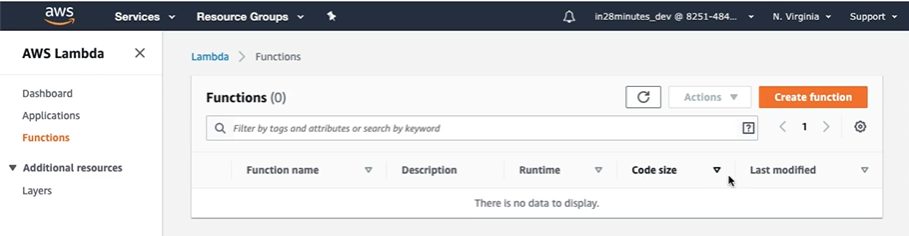 aws Services Resource Groups in28minutes_dev @ 8251-484... N. Virginia Support
AWS Lambda
Lambda > Functions
Dashboard
Applications
Functions
Additional resources
Layers
Functions (0) Actions Create function
Filter by tags and attributes or search by keyword ? < 1 >
Function name Description Runtime Code size Last modified
There is no data to display.